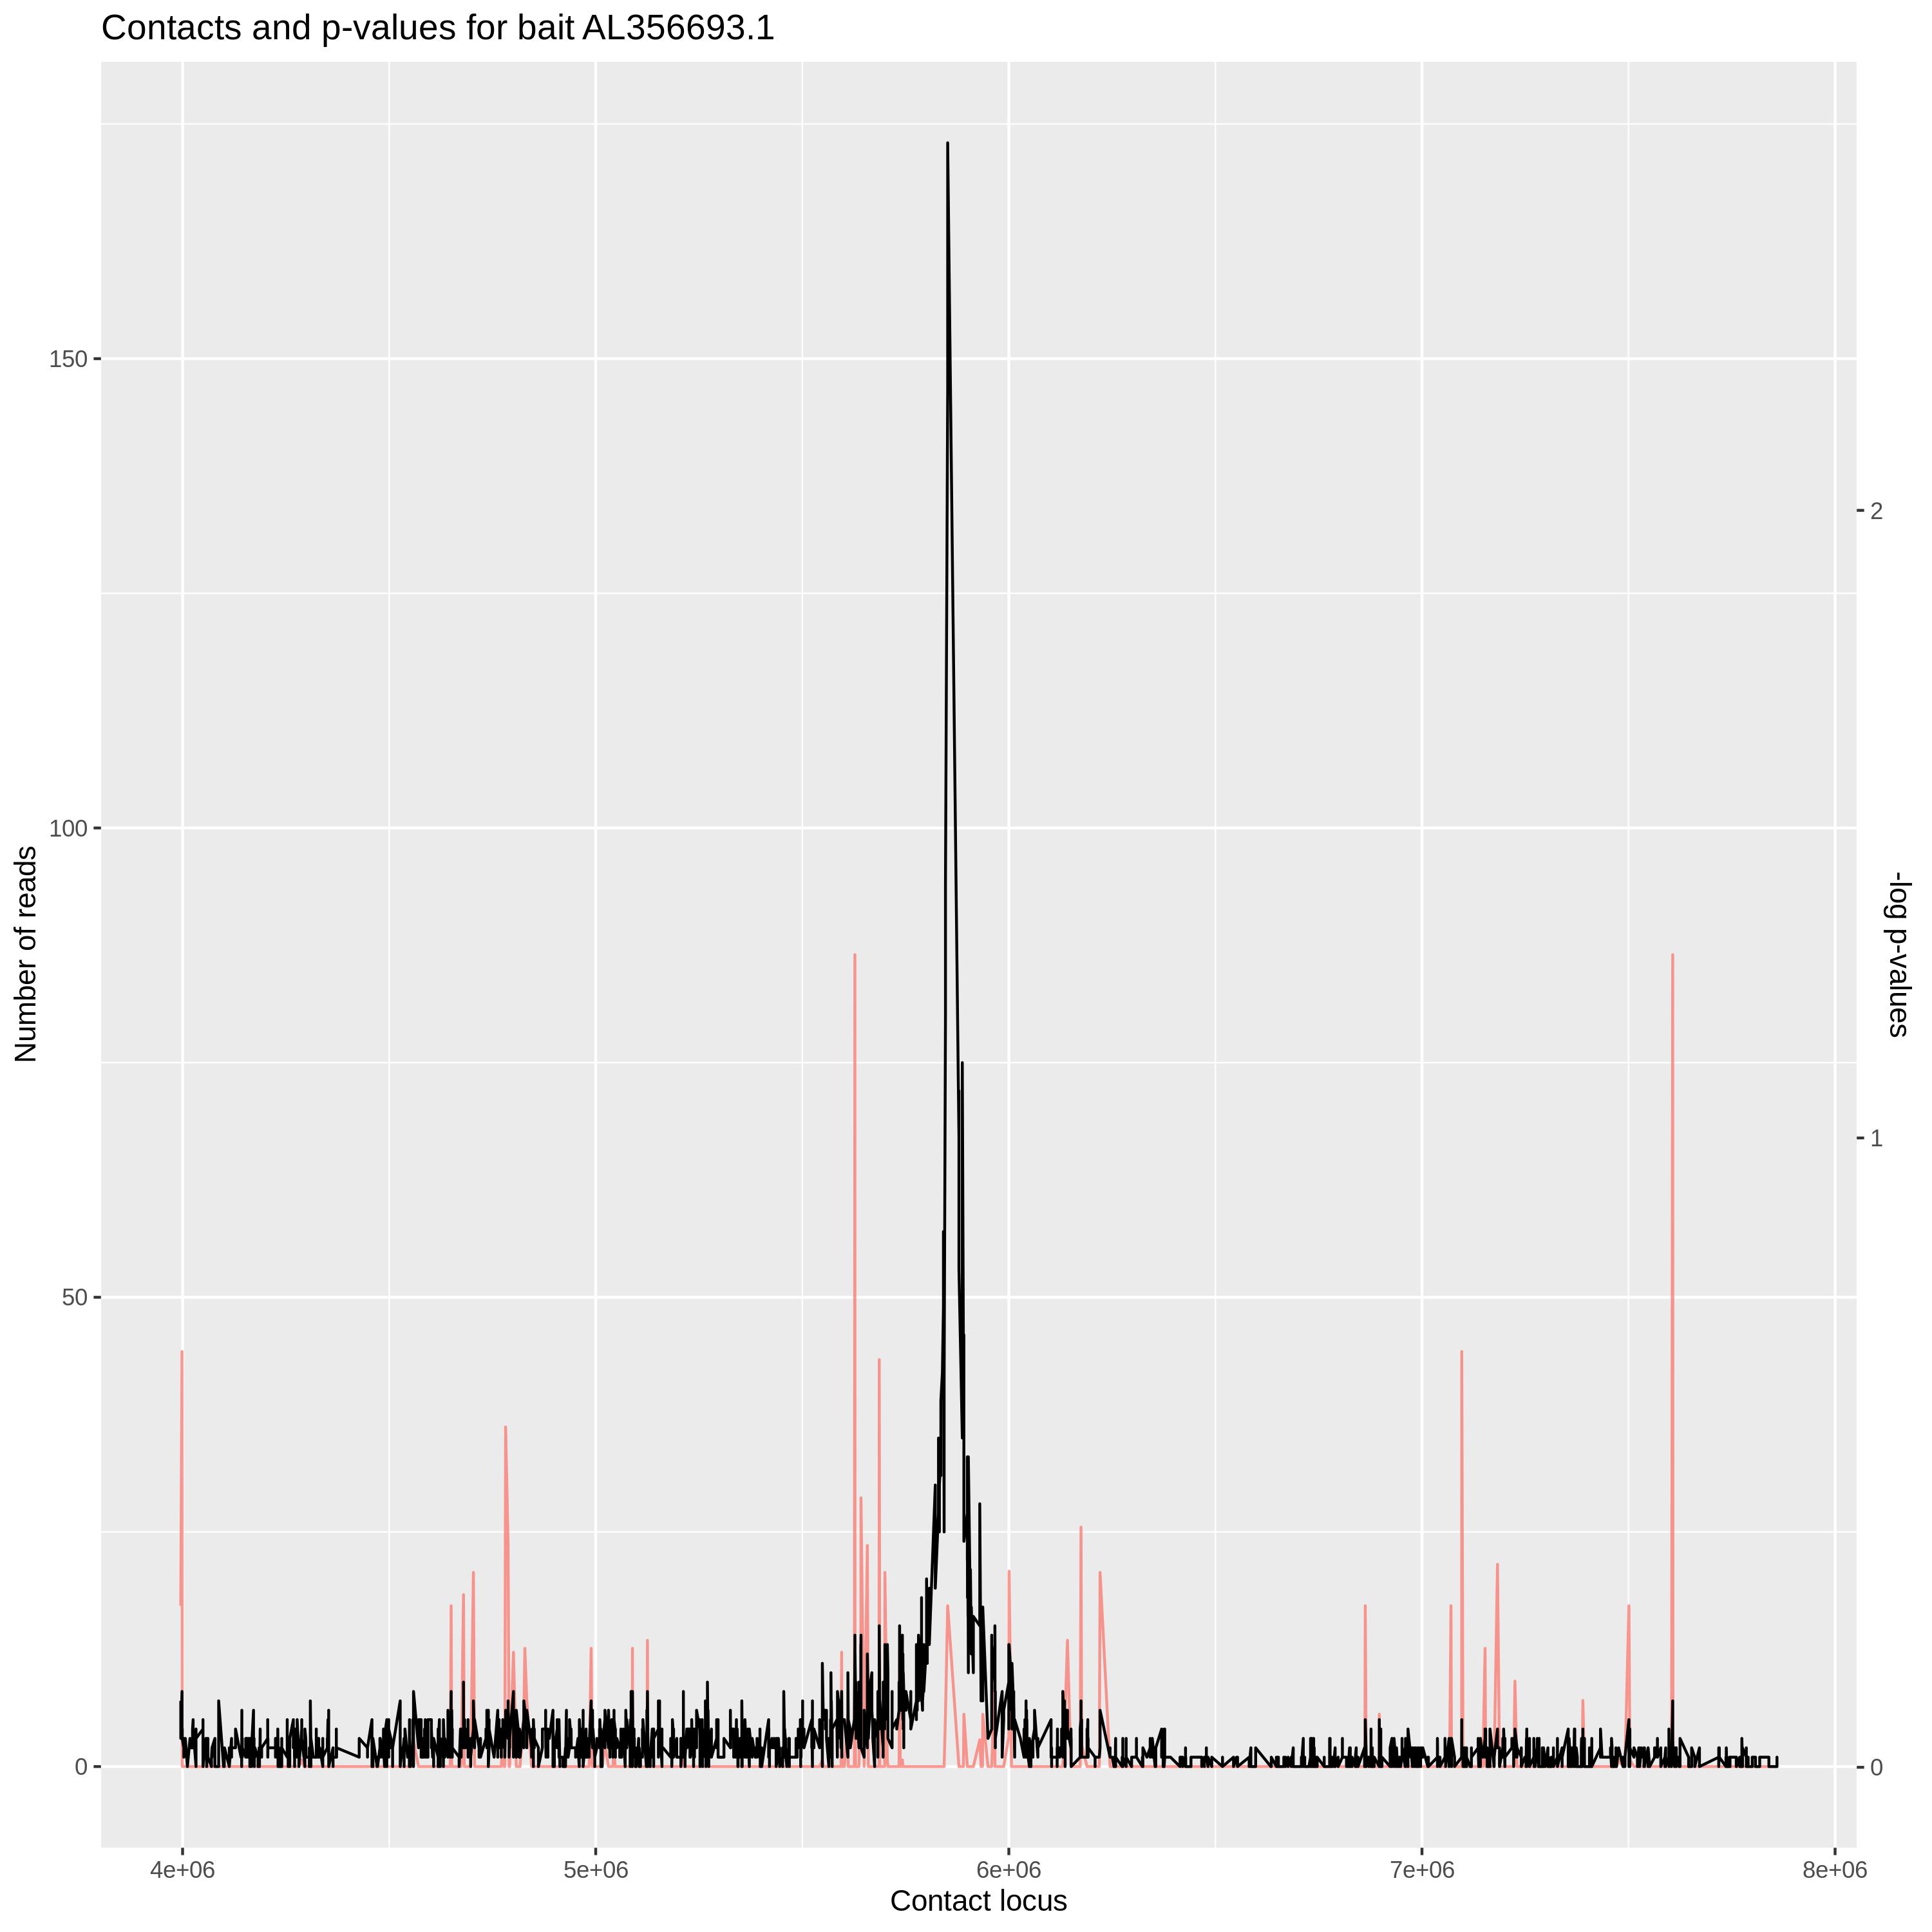 Contacts and p-values for bait AL356693.1
150
100
50
0
Number of reads
2
1
0
-log p-values
4e+06 5e+06 6e+06 7e+06 8e+06
Contact locus